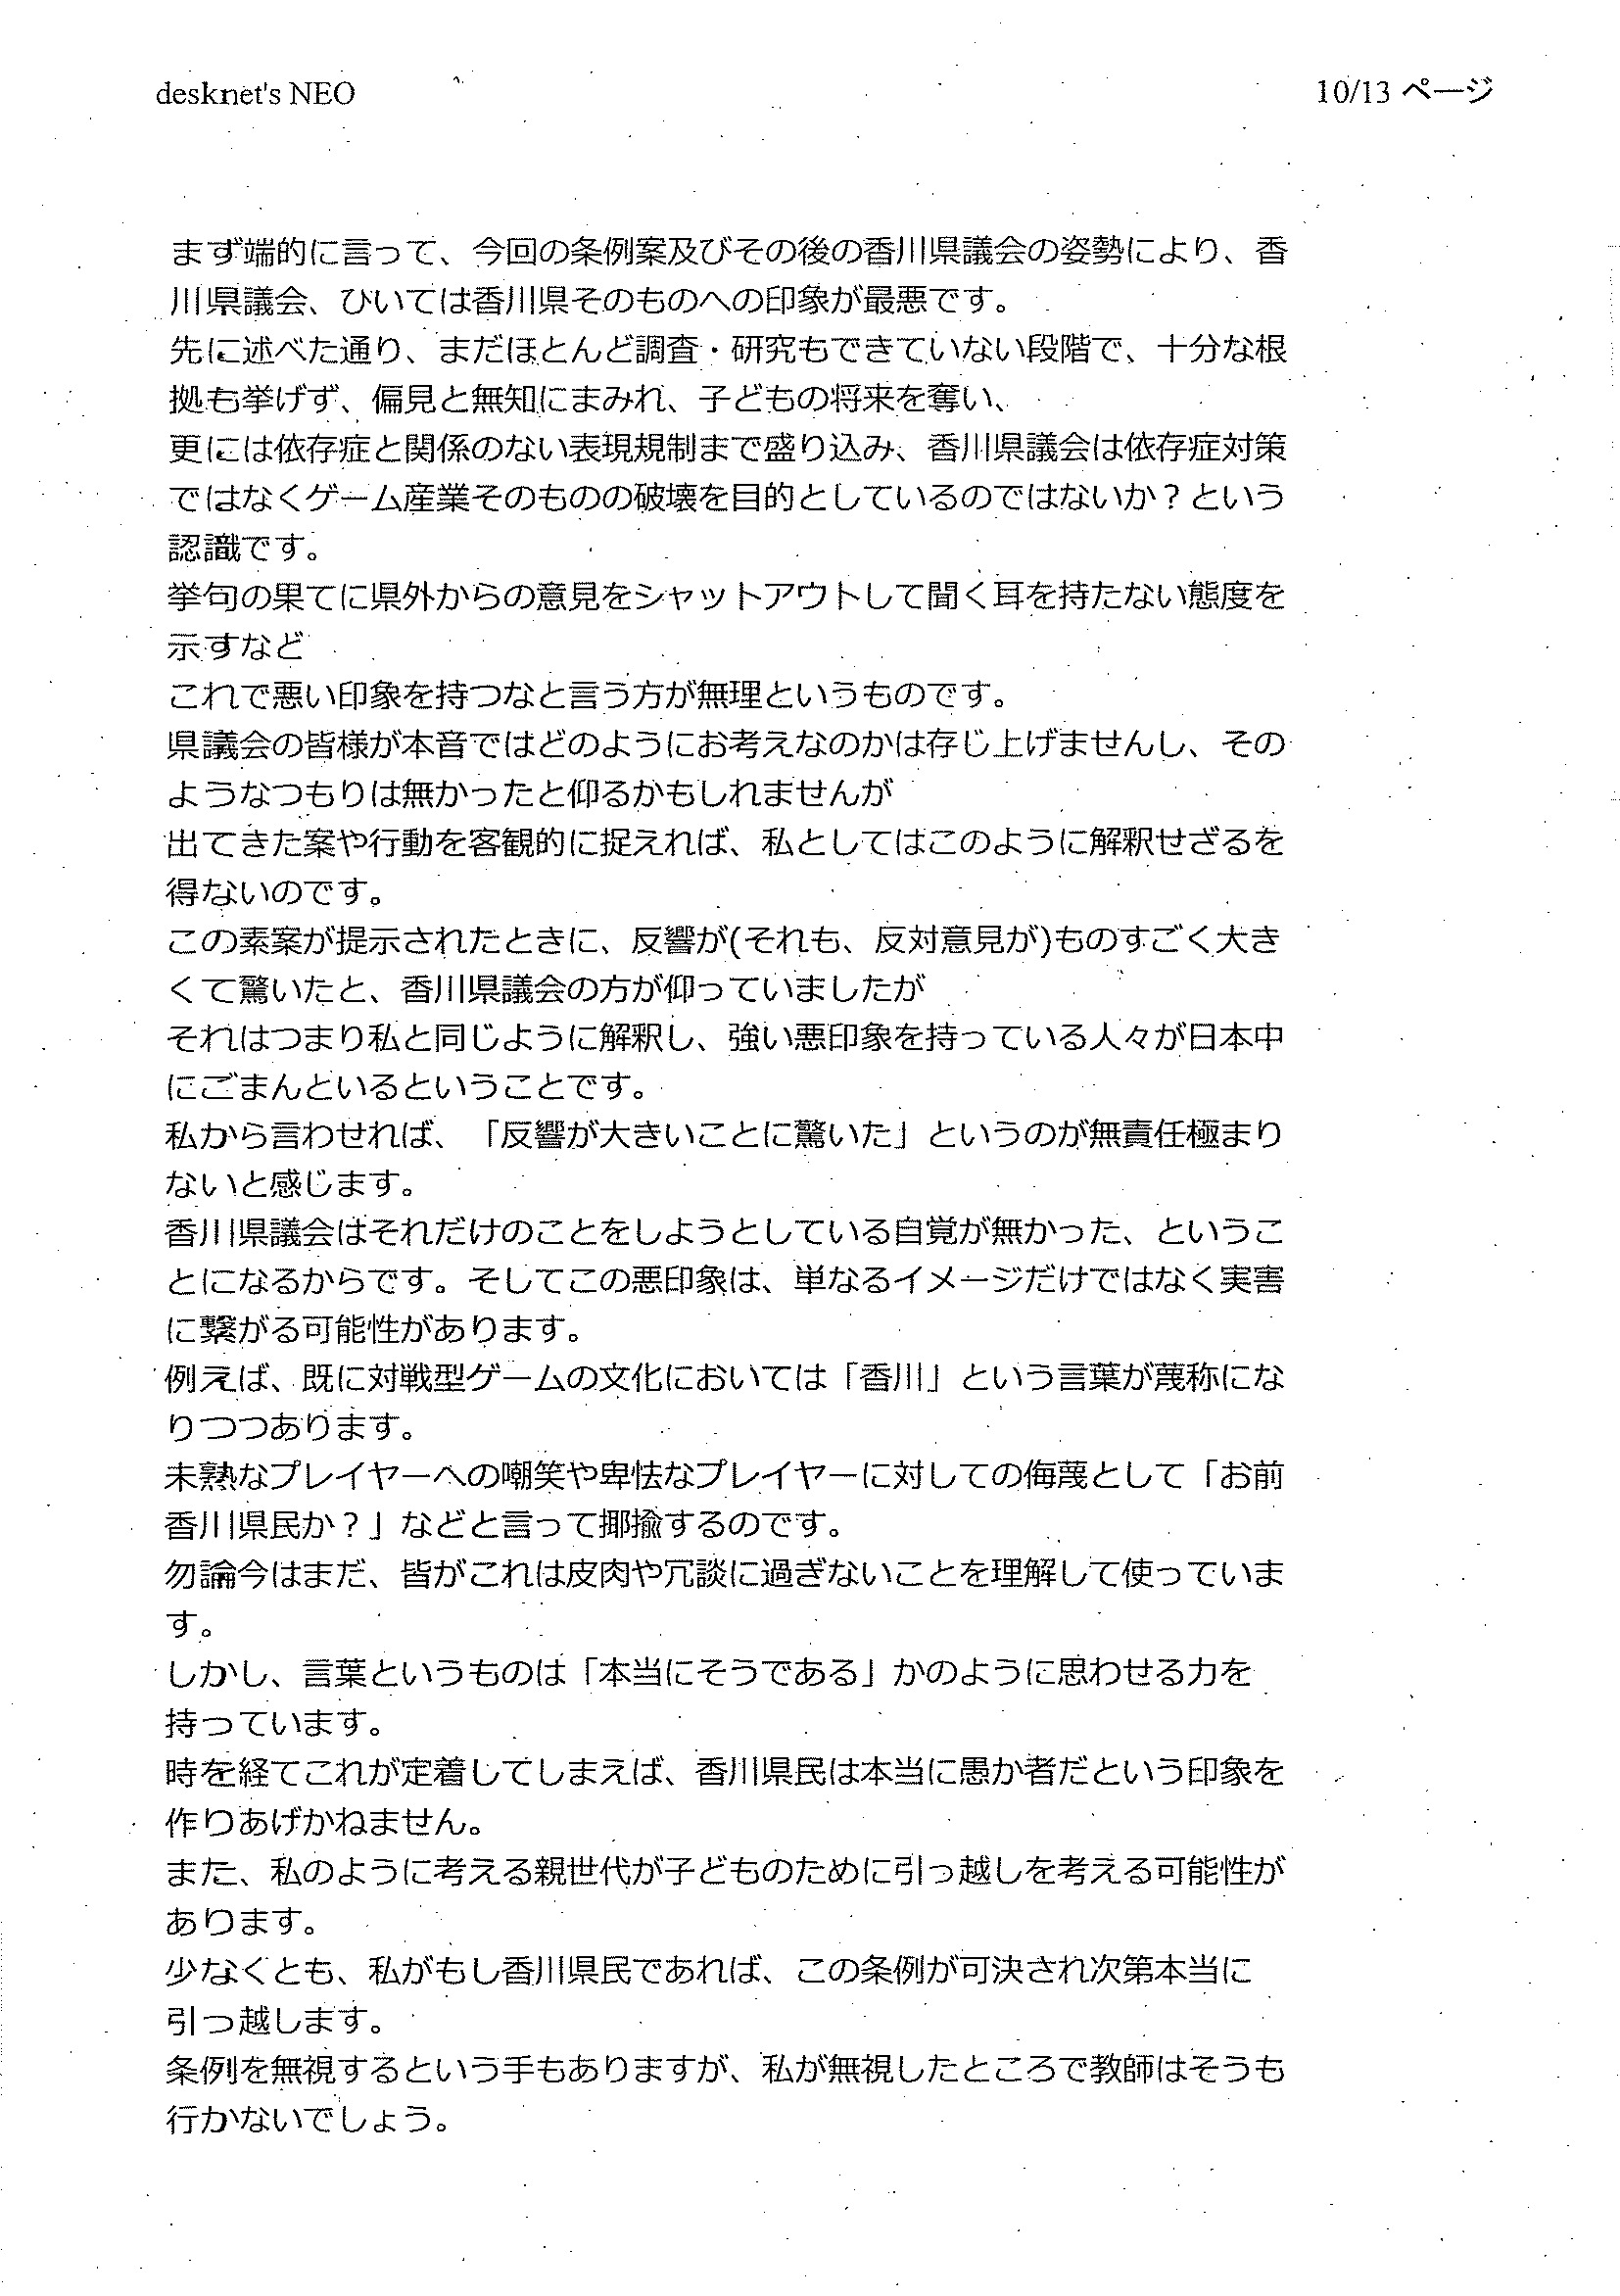 desknet's NEO
10/13 ページ
まず端的に言って、今回の条例案及びその後の香川県議会の姿勢により、香
川県議会、ひいては香川県そのものへの印象が最悪です。
先に述べた通り、まだほとんど調査・研究もできていない段階で、十分な根
拠も挙げず、偏見と無知にまみれ、子どもの将来を奪い、
更には依存症と関係のない表現規制まで盛り込み、香川県議会は依存症対策
ではなくゲーム産業そのものの破壊を目的としているのではないか？という
認識です。
挙句の果てに県外からの意見をシャットアウトして聞く耳を持たない態度を
示すなど
これで悪い印象を持つなと言う方が無理というものです。
県議会の皆様が本音ではどのようにお考えなのかは存じ上げませんし、その
ようなつもりは無かったと仰るかもしれませんが
出てきた案や行動を客観的に捉えれば、私としてはこのように解釈せざるを
得ないのです。
この素案が提示されたときに、反響が(それも、反対意見が)ものすごく大き
くて驚いたと、香川県議会の方が仰っていましたが
それはつまり私と同じように解釈し、強い悪印象を持っている人々が日本中
にごまんといるということです。
私から言わせれば、「反響が大きいことに驚いた」というのが無責任極まり
ないと感じます。
香川県議会はそれだけのことをしようとしている自覚が無かった、というこ
とになるからです。そしてこの悪印象は、単なるイメージだけではなく実害
に繋がる可能性があります。
例えば、既に対戦型ゲームの文化においては「香川」という言葉が蔑称にな
りつつあります。
未熟なプレイヤーへの嘲笑や卑怯なプレイヤーに対しての侮蔑として「お前
香川県民か？」などと言って揶揄するのです。
勿論今はまだ、皆がこれは皮肉や冗談に過ぎないことを理解して使っていま
す。
しかし、言葉というものは「本当にそうである」かのように思わせる力を
持っています。
時を経てこれが定着してしまえば、香川県民は本当に愚か者だという印象を
作りあげかねません。
また、私のように考える親世代が子どものために引っ越しを考える可能性が
あります。
少なくとも、私がもし香川県民であれば、この条例が可決され次第本当に
引っ越します。
条例を無視するという手もありますが、私が無視したところで教師はそうも
行かないでしょう。